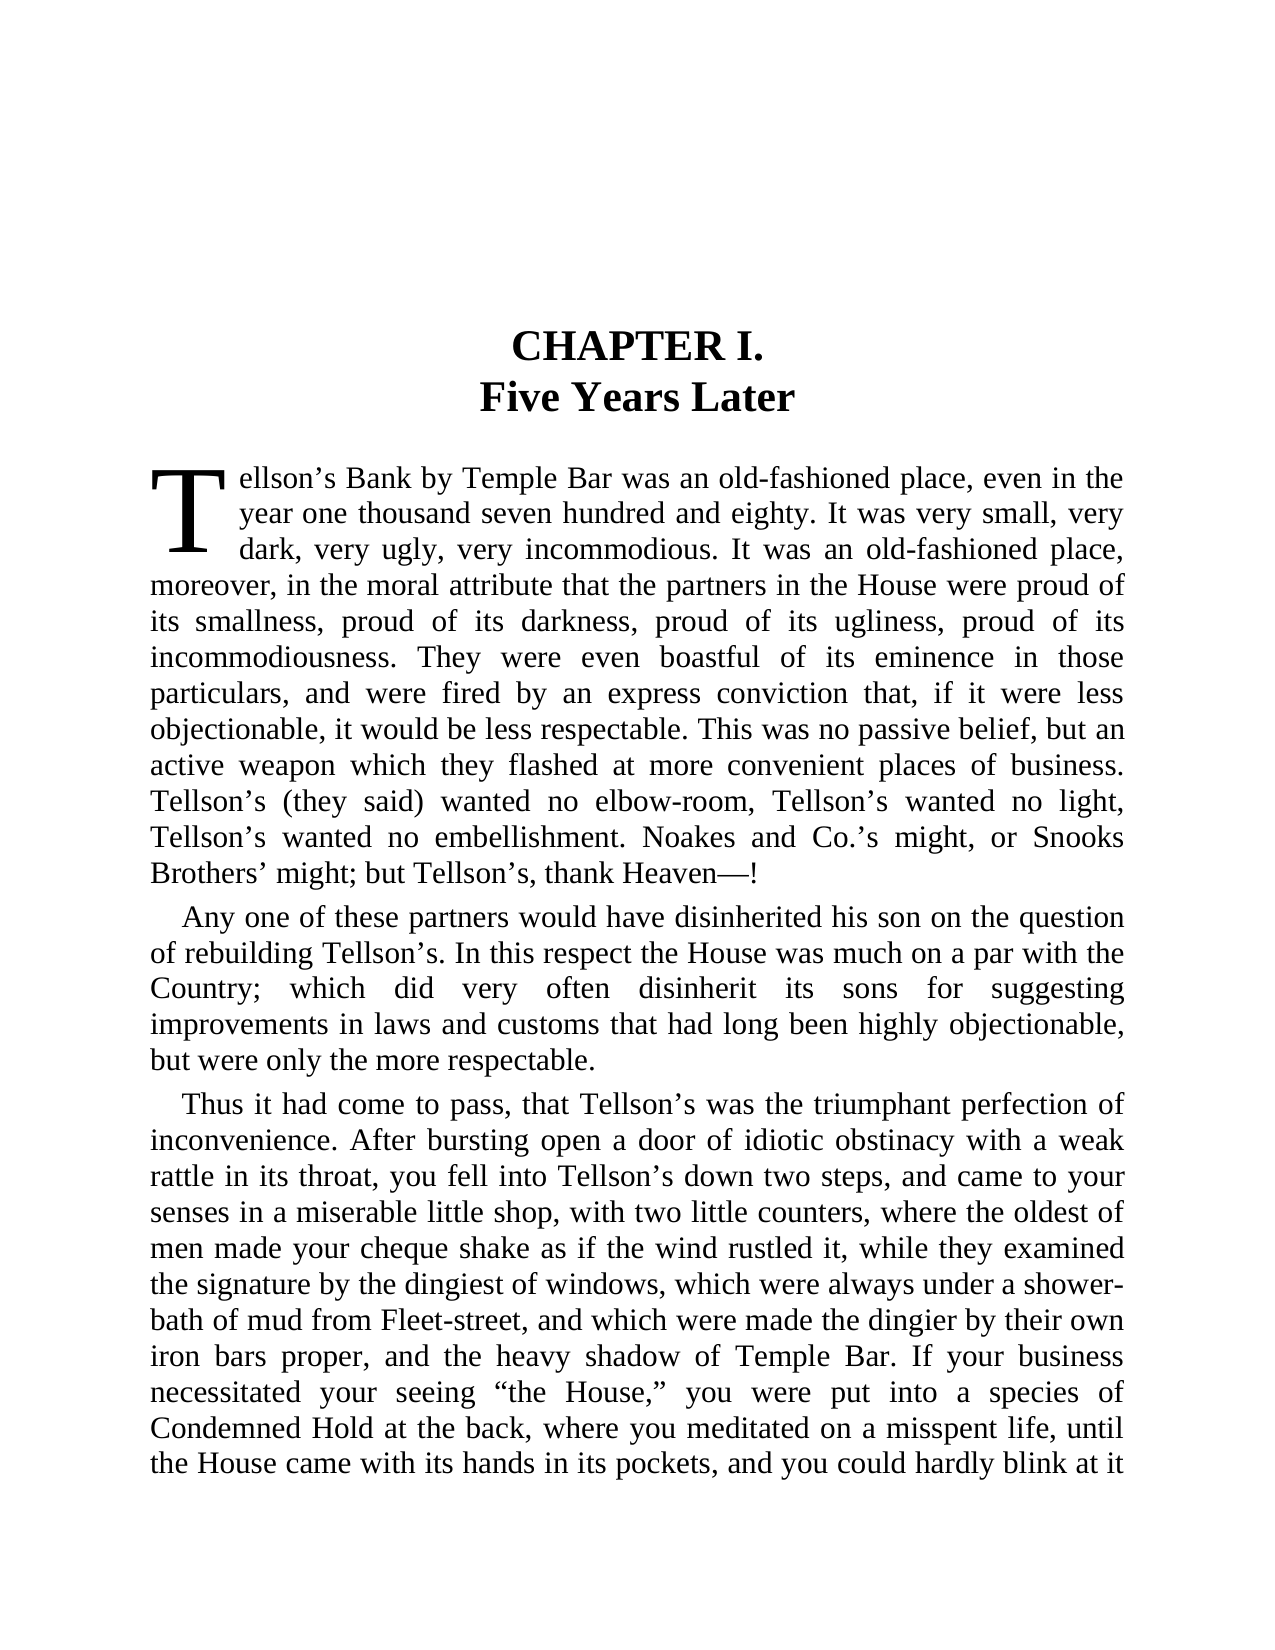 CHAPTER I.
Five Years Later
Tellson’s Bank by Temple Bar was an old-fashioned place, even in the
year one thousand seven hundred and eighty. It was very small, very
dark, very ugly, very incommodious. It was an old-fashioned place,
moreover, in the moral attribute that the partners in the House were proud of
its smallness, proud of its darkness, proud of its ugliness, proud of its
incommodiousness. They were even boastful of its eminence in those
particulars, and were fired by an express conviction that, if it were less
objectionable, it would be less respectable. This was no passive belief, but an
active weapon which they flashed at more convenient places of business.
Tellson’s (they said) wanted no elbow-room, Tellson’s wanted no light,
Tellson’s wanted no embellishment. Noakes and Co.’s might, or Snooks
Brothers’ might; but Tellson’s, thank Heaven—!
Any one of these partners would have disinherited his son on the question
of rebuilding Tellson’s. In this respect the House was much on a par with the
Country; which did very often disinherit its sons for suggesting
improvements in laws and customs that had long been highly objectionable,
but were only the more respectable.
Thus it had come to pass, that Tellson’s was the triumphant perfection of
inconvenience. After bursting open a door of idiotic obstinacy with a weak
rattle in its throat, you fell into Tellson’s down two steps, and came to your
senses in a miserable little shop, with two little counters, where the oldest of
men made your cheque shake as if the wind rustled it, while they examined
the signature by the dingiest of windows, which were always under a shower-
bath of mud from Fleet-street, and which were made the dingier by their own
iron bars proper, and the heavy shadow of Temple Bar. If your business
necessitated your seeing “the House,” you were put into a species of
Condemned Hold at the back, where you meditated on a misspent life, until
the House came with its hands in its pockets, and you could hardly blink at it